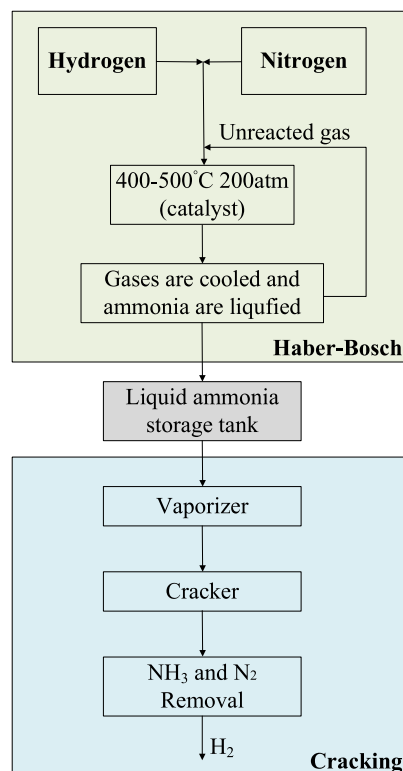 Hydrogen
Nitrogen
Unreacted gas
400-500°C 200atm
(catalyst)
Gases are cooled and
ammonia are liqufied
Haber-Bosch
Liquid ammonia
storage tank
Vaporizer
Cracker
NH₃ and N₂
Removal
H₂
Cracking